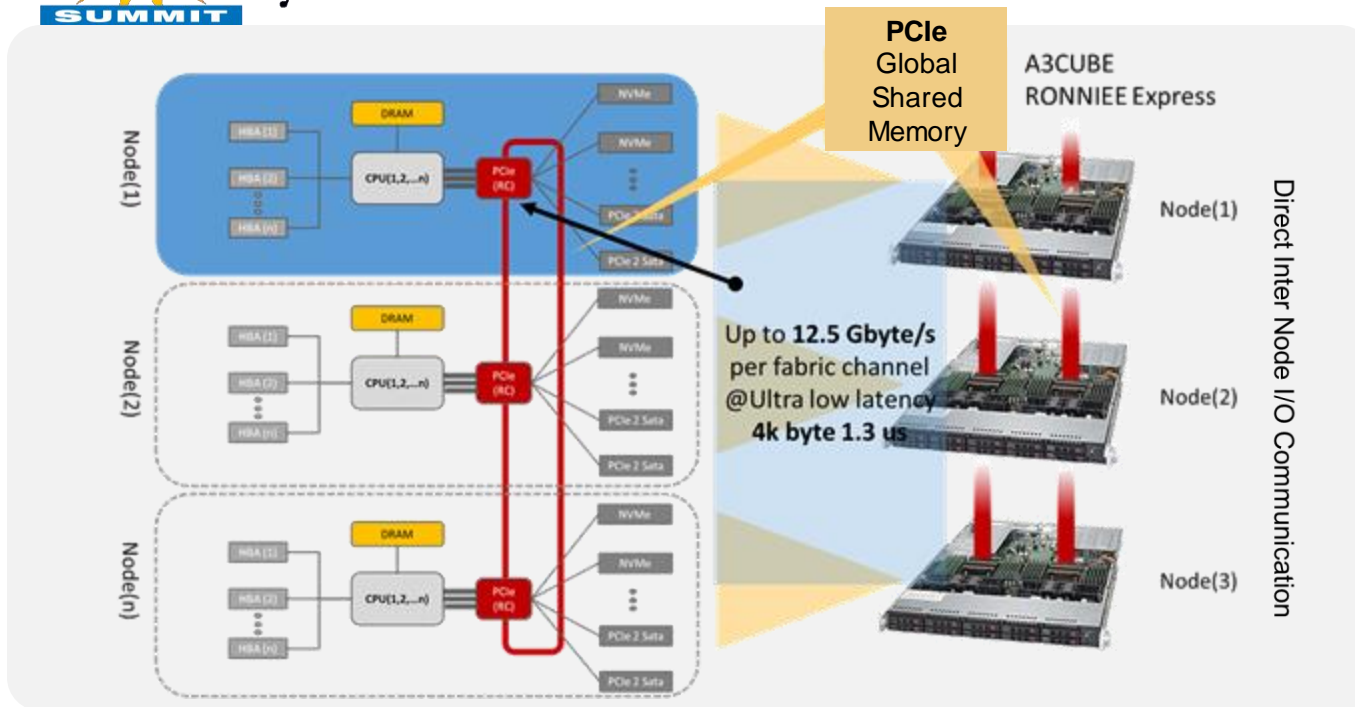 SUMMIT
PCIe
Global
Shared
Memory
A3CUBE
RONNIEE Express
Node(1)
HBA (1)
HBA (2)
HBA (n)
DRAM
CPU(1,2,...n)
PCIe
(RC)
NVMe
NVMe
PCIe 2 Sata
PCIe 2 Sata
Node(2)
HBA (1)
HBA (2)
HBA (n)
DRAM
CPU(1,2,...n)
PCIe
(RC)
NVMe
NVMe
PCIe 2 Sata
PCIe 2 Sata
Node(n)
HBA (1)
HBA (2)
HBA (n)
DRAM
CPU(1,2,...n)
PCIe
(RC)
NVMe
NVMe
PCIe 2 Sata
PCIe 2 Sata
Up to 12.5 Gbyte/s
per fabric channel
@Ultra low latency
4k byte 1.3 us
Node(1)
Node(2)
Node(3)
Direct Inter Node I/O Communication